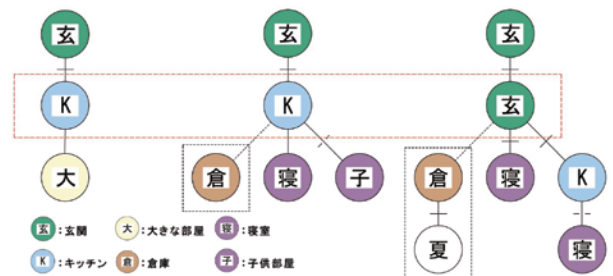 玄 玄 玄
K K 玄
大 倉 寝 子 倉 寝 K
夏 寝
玄:玄関 大:大きな部屋 寝:寝室
K:キッチン 倉:倉庫 子:子供部屋